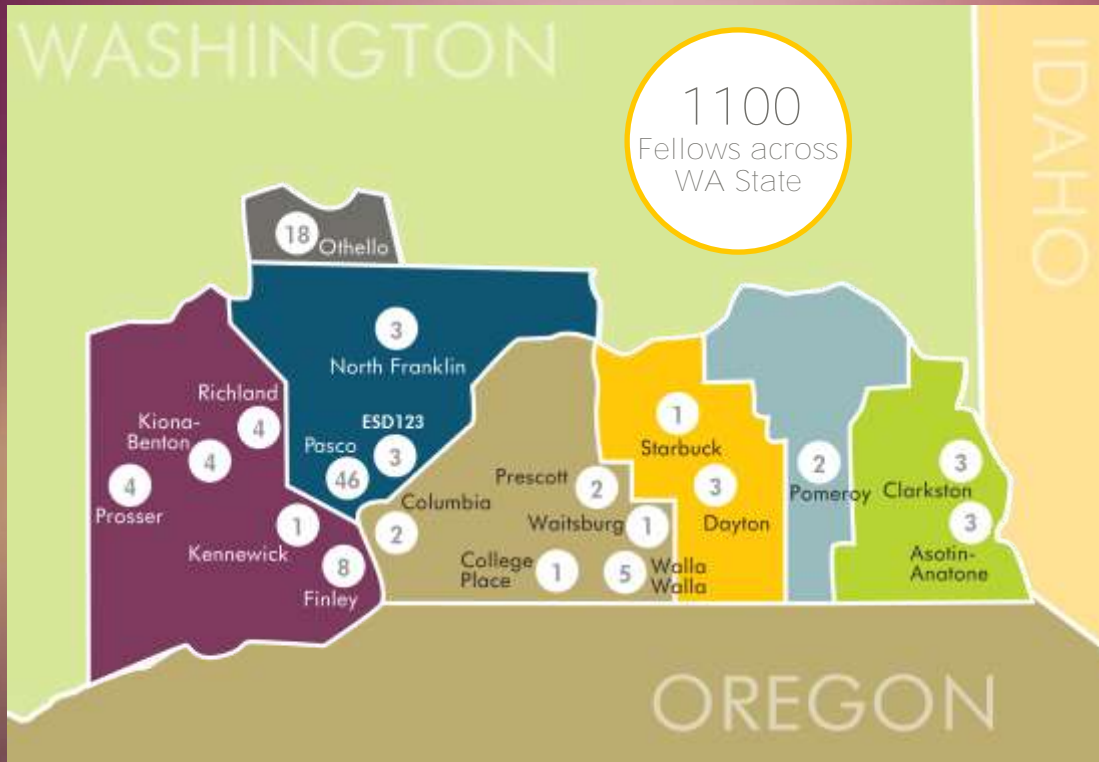 WASHINGTON
IDAHO
1100
Fellows across
WA State
18
Othello
3
North Franklin
Richland
4
Kiona-
Benton
4
4
Prosser
ESD123
3
Pasco
46
Columbia
2
1
Kennewick
8
Finley
Prescott
2
Waitsburg
1
College
Place
1
5
Walla
Walla
1
Starbuck
3
Dayton
2
Pomeroy
3
Clarkston
3
Asotin-
Anatone
OREGON